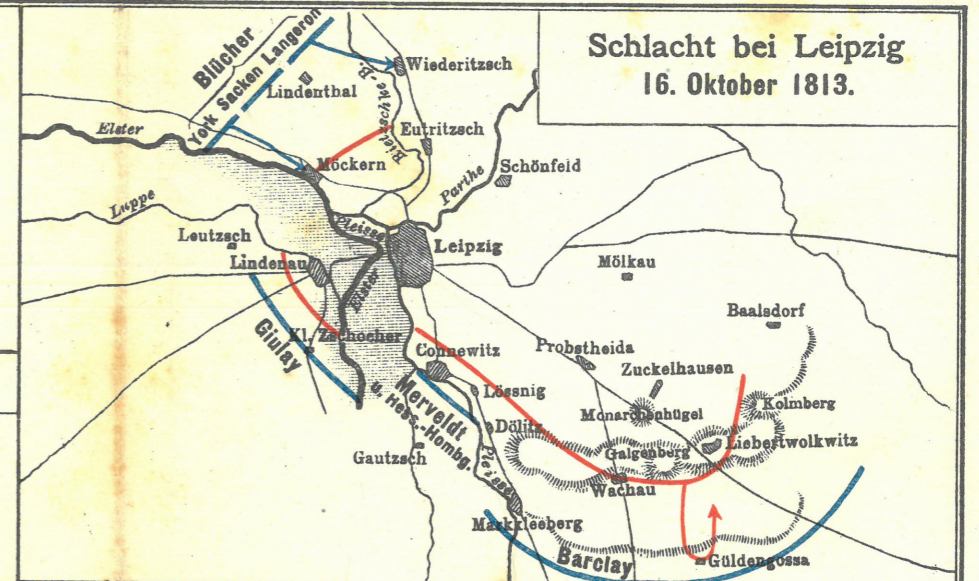 Schlacht bei Leipzig
16. Oktober 1813.
Blücher
York Sacken Langeron
Wiederitzsch
Lindenthal
Rietzschke-B.
Elster
Eutritzsch
Möckern
Schönfeld
Parthe
Luppe
Pleisse
Leutzsch
Leipzig
Lindenau
Elster
Mölkau
Baalsdorf
Giulay
Kl. Zschocher
Connewitz
Probstheida
Zuckelhausen
Merveldt
u. Hess.-Hombg.
Lössnig
Monarchenhügel
Kolmberg
Dölitz
Liebertwolkwitz
Galgenberg
Gautzsch
Pleisse
Wachau
Markkleeberg
Barclay
Güldengossa